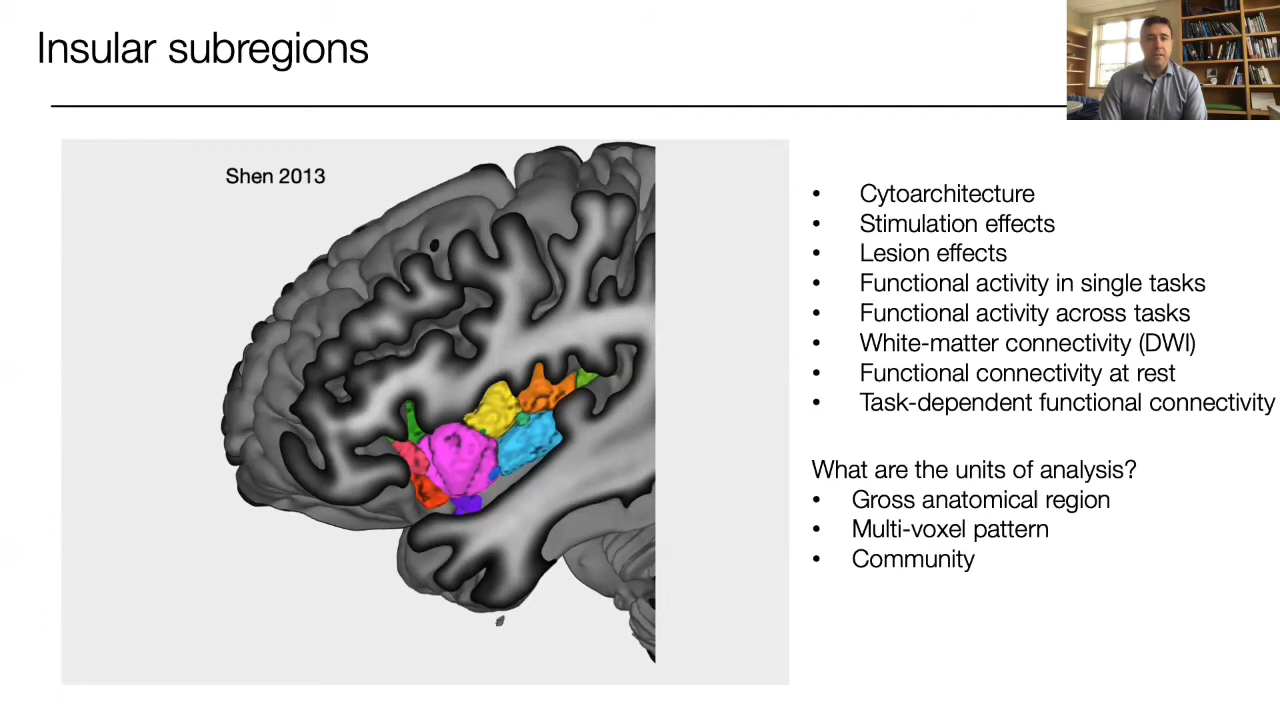 Insular subregions
Shen 2013
• Cytoarchitecture
• Stimulation effects
• Lesion effects
• Functional activity in single tasks
• Functional activity across tasks
• White-matter connectivity (DWI)
• Functional connectivity at rest
• Task-dependent functional connectivity
What are the units of analysis?
• Gross anatomical region
• Multi-voxel pattern
• Community